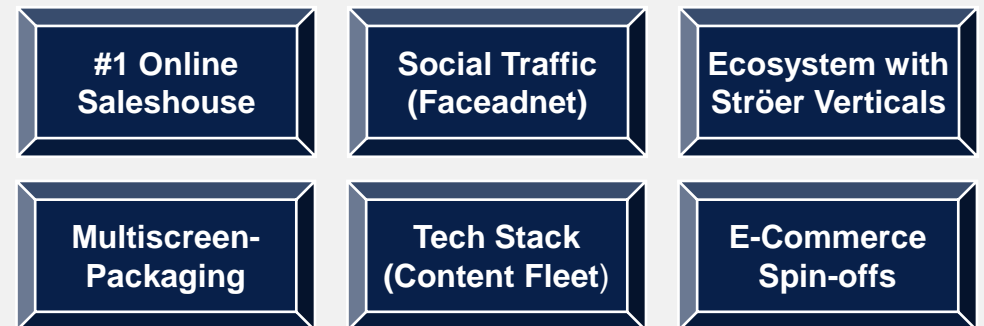 #1 Online
Saleshouse
Social Traffic
(Faceadnet)
Ecosystem with
Ströer Verticals
Multiscreen-
Packaging
Tech Stack
(Content Fleet)
E-Commerce
Spin-offs